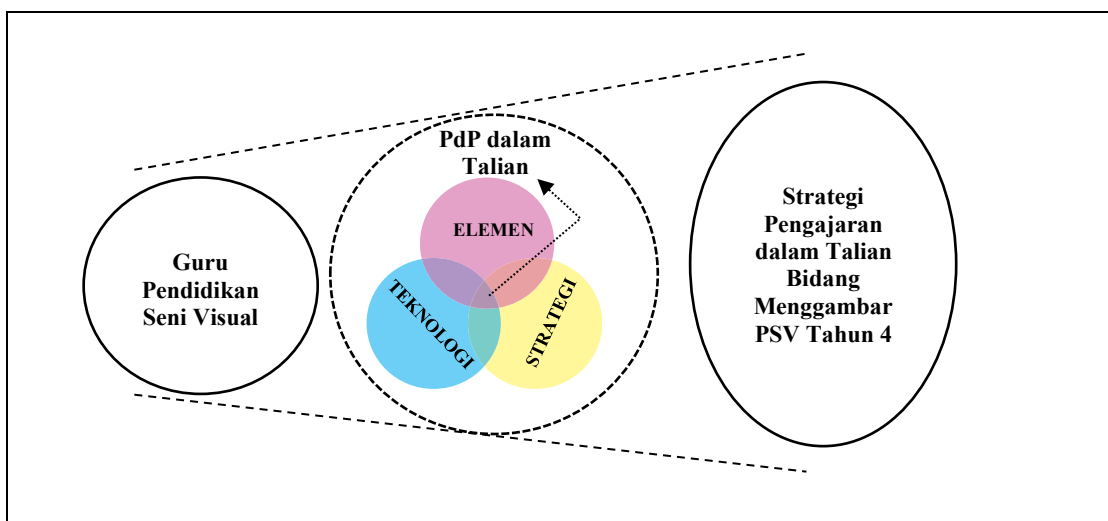 Guru
Pendidikan
Seni Visual
PdP dalam
Talian
ELEMEN
TEKNOLOGI
STRATEGI
Strategi
Pengajaran
dalam Talian
Bidang
Menggambar
PSV Tahun 4